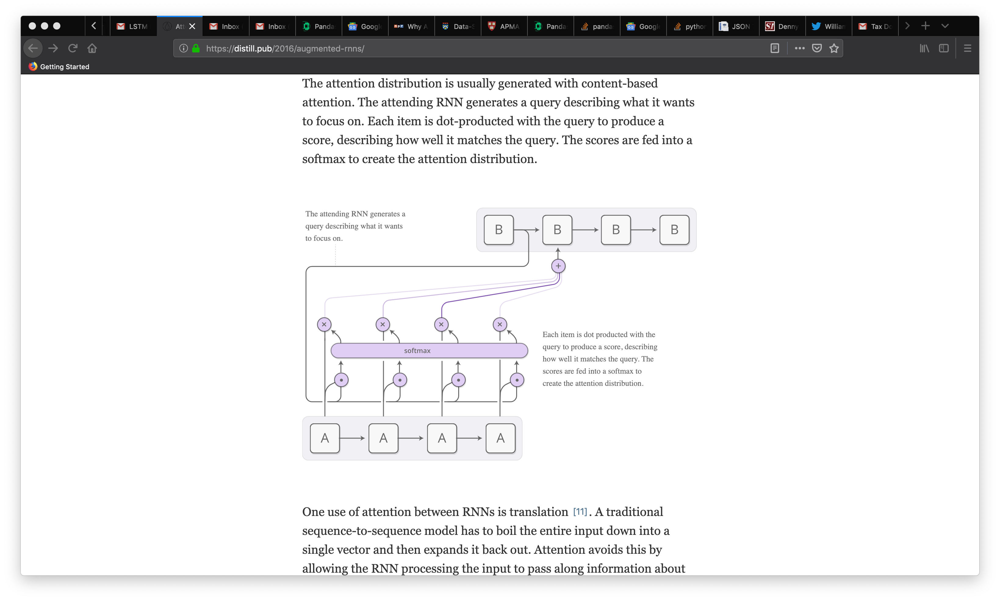 LSTM
Att
Inbox
Inbox
Panda
Googl
Why A
Data-S
APMA
Panda
panda
Googl
python
JSON
SI
Denny
Willian
Tax Do
https://distill.pub/2016/augmented-rnns/
Getting Started
The attention distribution is usually generated with content-based
attention. The attending RNN generates a query describing what it wants
to focus on. Each item is dot-producted with the query to produce a
score, describing how well it matches the query. The scores are fed into a
softmax to create the attention distribution.
The attending RNN generates a
query describing what it wants
to focus on.
B B B B
+
× × × ×
softmax
Each item is dot producted with the
query to produce a score, describing
how well it matches the query. The
scores are fed into a softmax to
create the attention distribution.
A A A A
One use of attention between RNNs is translation [11]. A traditional
sequence-to-sequence model has to boil the entire input down into a
single vector and then expands it back out. Attention avoids this by
allowing the RNN processing the input to pass along information about